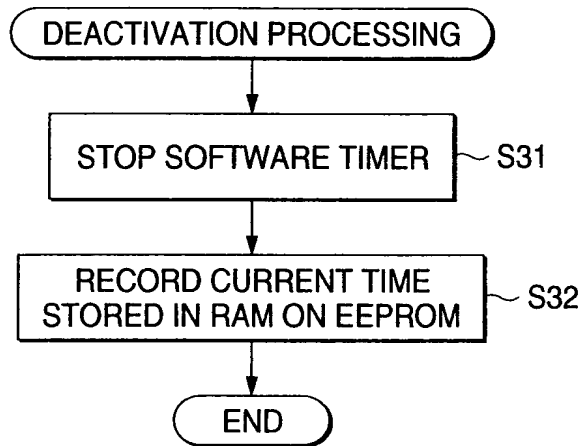 DEACTIVATION PROCESSING
STOP SOFTWARE TIMER
S31
RECORD CURRENT TIME
STORED IN RAM ON EEPROM
S32
END